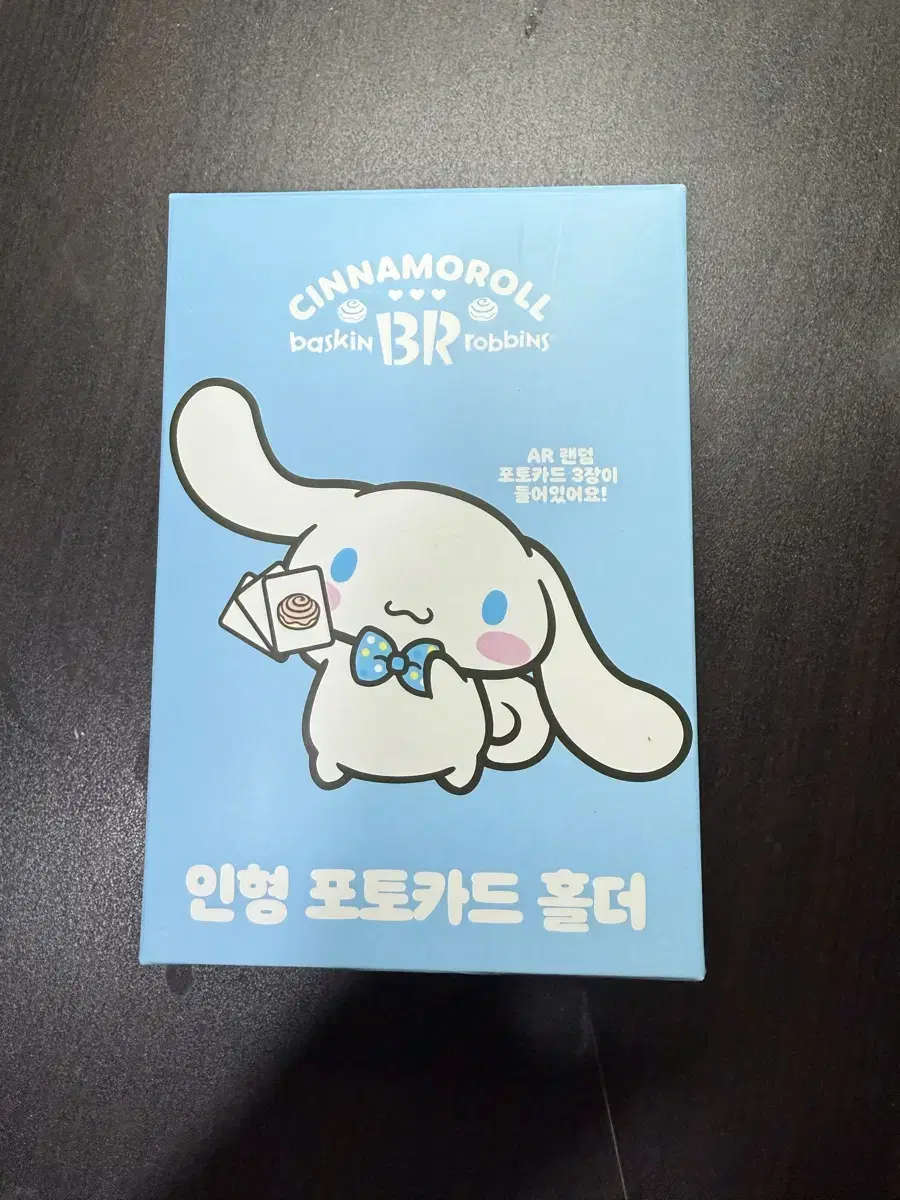 CINNAMOROLL
baskin BR robbins
AR 랜덤
포토카드 3장이
들어있어요!
인형 포토카드 홀더